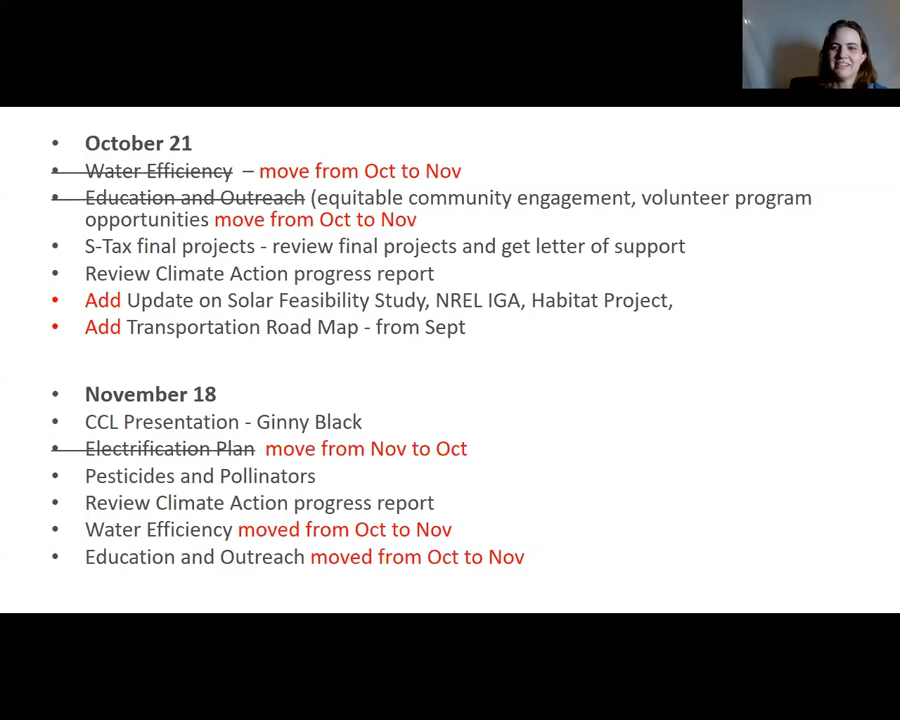 • October 21
• Water Efficiency – move from Oct to Nov
• Education and Outreach (equitable community engagement, volunteer program
opportunities move from Oct to Nov
• S-Tax final projects - review final projects and get letter of support
• Review Climate Action progress report
• Add Update on Solar Feasibility Study, NREL IGA, Habitat Project,
• Add Transportation Road Map - from Sept
• November 18
• CCL Presentation - Ginny Black
• Electrification Plan move from Nov to Oct
• Pesticides and Pollinators
• Review Climate Action progress report
• Water Efficiency moved from Oct to Nov
• Education and Outreach moved from Oct to Nov